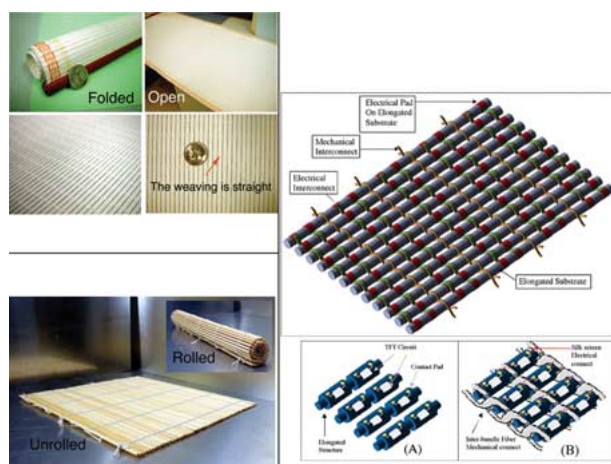 Folded
Open
The weaving is straight
Rolled
Unrolled
Electrical Pad
On Elongated
Substrate
Mechanical
Interconnect
Electrical
Interconnect
Elongated Substrate
TFT Circuit
Contact Pad
Elongated
Structure
(A)
Silk screen
Electrical
connect
Inter-bundle Fiber
Mechanical connect
(B)